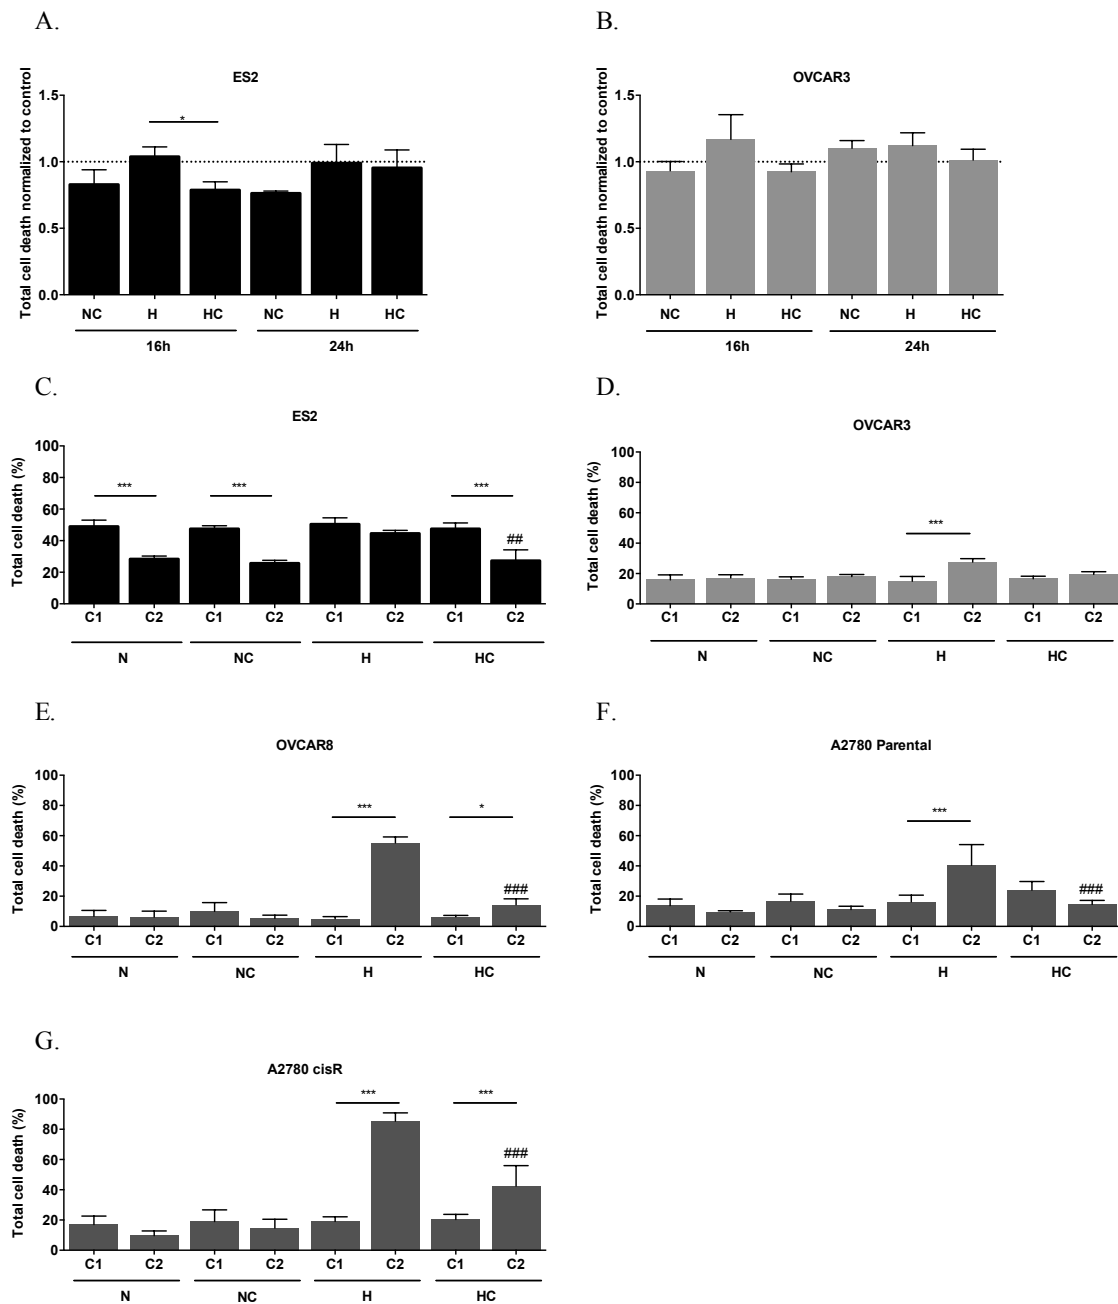 A.
ES2
Total cell death normalized to control
1.5
1.0
0.5
0.0
*
NC H HC NC H HC
16h 24h
B.
OVCAR3
Total cell death normalized to control
1.5
1.0
0.5
0.0
NC H HC NC H HC
16h 24h
C.
ES2
Total cell death (%)
100
80
60
40
20
0
*** *** ***
##
C1 C2 C1 C2 C1 C2 C1 C2
N NC H HC
D.
OVCAR3
Total cell death (%)
100
80
60
40
20
0
***
C1 C2 C1 C2 C1 C2 C1 C2
N NC H HC
E.
OVCAR8
Total cell death (%)
100
80
60
40
20
0
*** *
###
C1 C2 C1 C2 C1 C2 C1 C2
N NC H HC
F.
A2780 Parental
Total cell death (%)
100
80
60
40
20
0
***
###
C1 C2 C1 C2 C1 C2 C1 C2
N NC H HC
G.
A2780 cisR
Total cell death (%)
100
80
60
40
20
0
*** ***
###
C1 C2 C1 C2 C1 C2 C1 C2
N NC H HC